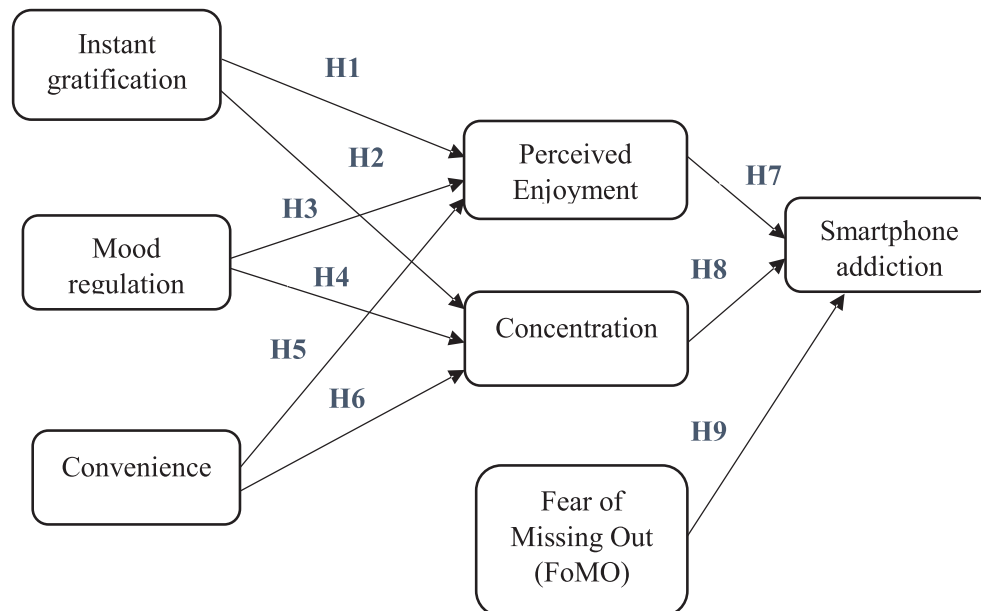 Instant
gratification
H1
H2
Perceived
Enjoyment
H7
H3
Mood
regulation
H4
Smartphone
addiction
H8
Concentration
H5
H6
Convenience
H9
Fear of
Missing Out
(FoMO)